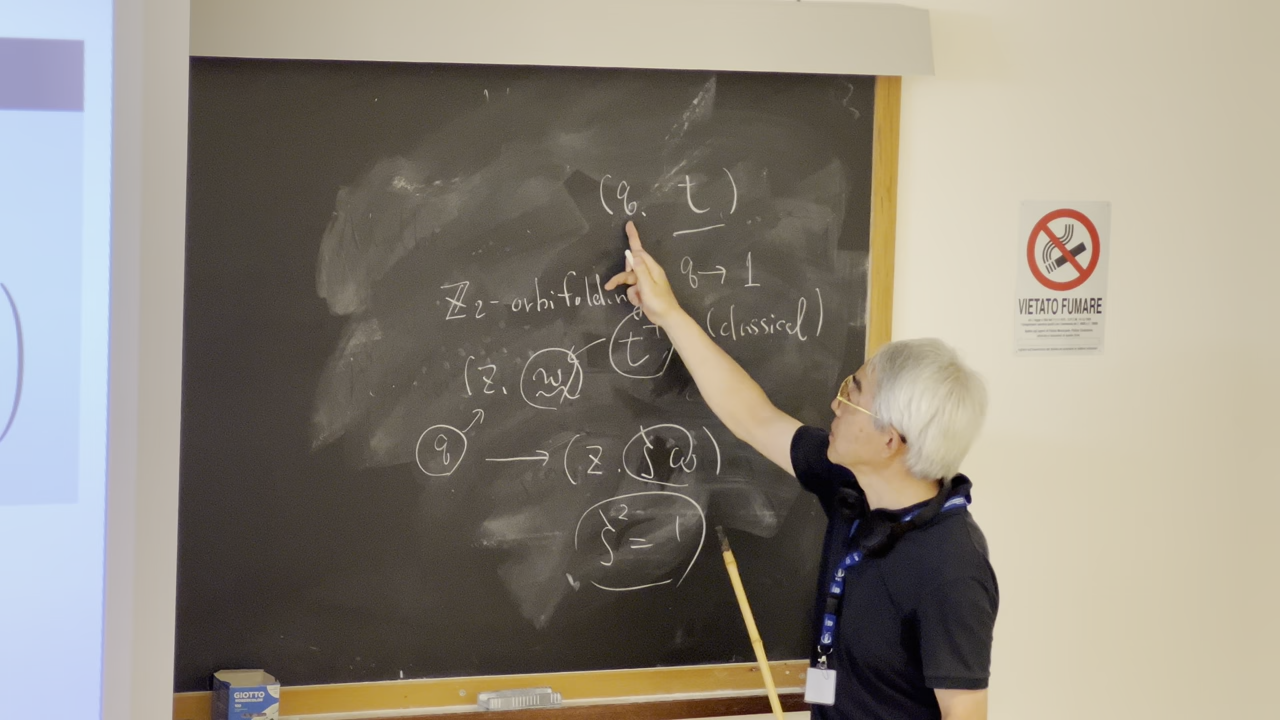 (q, t)
q → 1
Z₂-orbifolding
(classical)
t
(z, w)
q → (z, ζw)
ζ² = 1
VIETATO FUMARE
GIOTTO